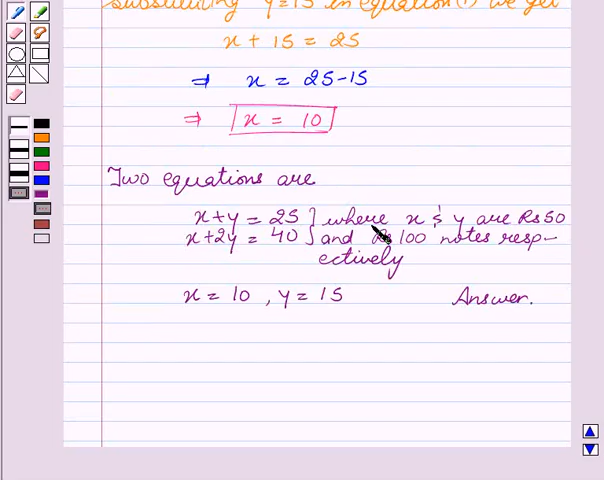 substituting y=15 in equation (1) we get
x + 15 = 25
⇒ x = 25-15
⇒ x = 10
Two equations are
x+y = 25 } where x & y are Rs 50
x+2y = 40 } and Rs 100 notes resp-
ectively
x = 10 , y = 15 Answer.